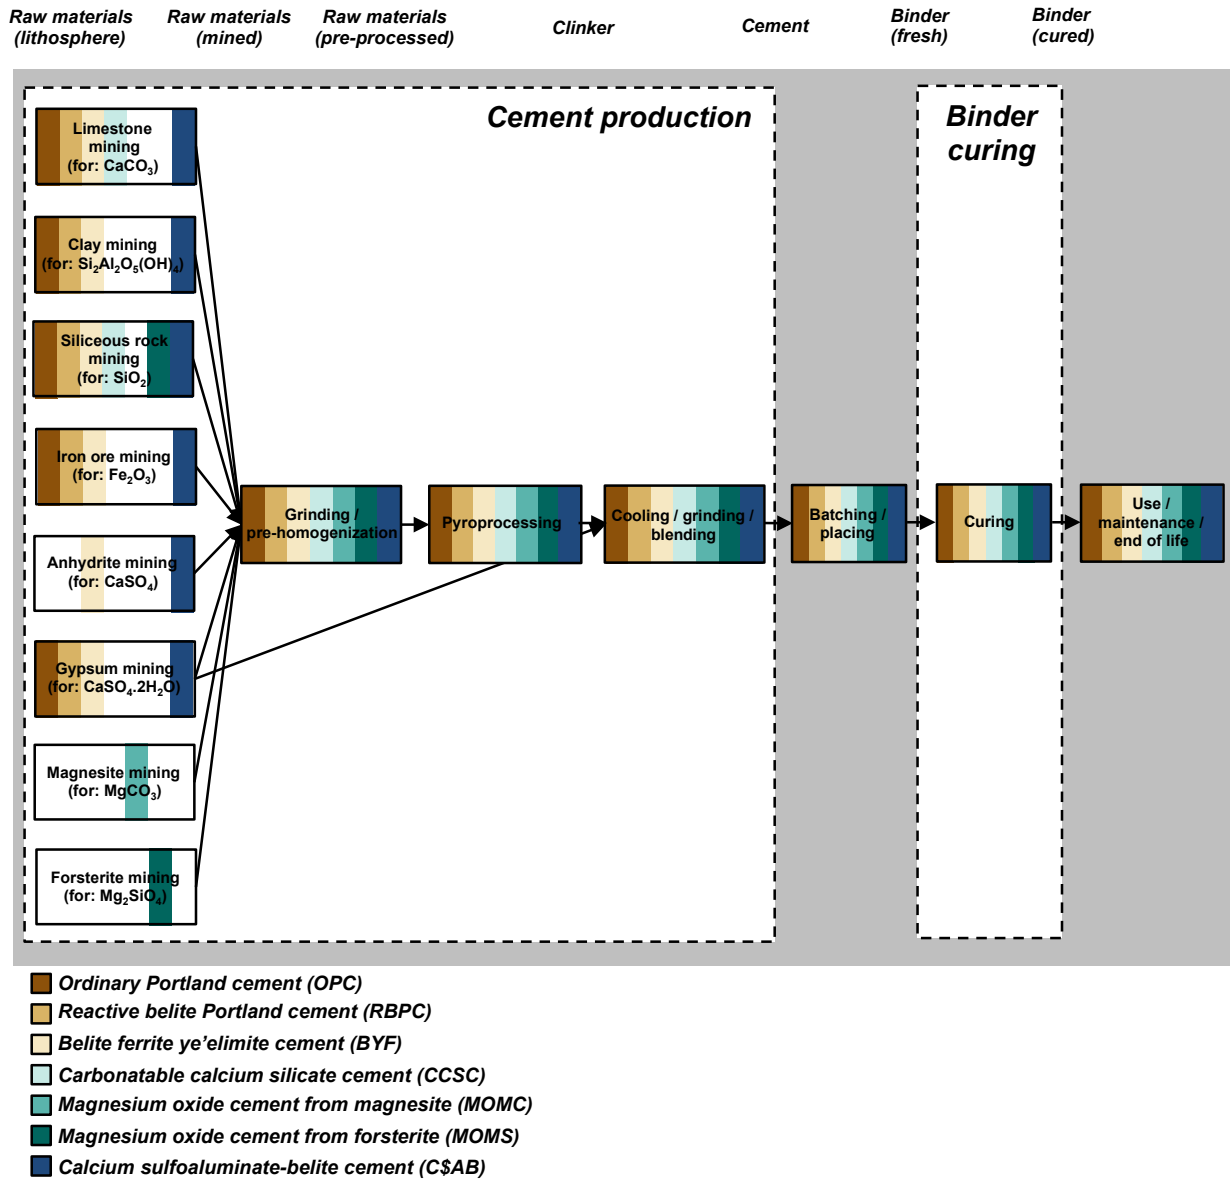 Raw materials
(lithosphere)
Raw materials
(mined)
Raw materials
(pre-processed)
Clinker
Cement
Binder
(fresh)
Binder
(cured)
Cement production
Binder
curing
Limestone
mining
(for: CaCO₃)
Clay mining
(for: Si₂Al₂O₅(OH)₄)
Siliceous rock
mining
(for: SiO₂)
Iron ore mining
(for: Fe₂O₃)
Anhydrite mining
(for: CaSO₄)
Gypsum mining
(for: CaSO₄.2H₂O)
Magnesite mining
(for: MgCO₃)
Forsterite mining
(for: Mg₂SiO₄)
Grinding /
pre-homogenization
Pyroprocessing
Cooling / grinding /
blending
Batching /
placing
Curing
Use /
maintenance /
end of life
Ordinary Portland cement (OPC)
Reactive belite Portland cement (RBPC)
Belite ferrite ye’elimite cement (BYF)
Carbonatable calcium silicate cement (CCSC)
Magnesium oxide cement from magnesite (MOMC)
Magnesium oxide cement from forsterite (MOMS)
Calcium sulfoaluminate-belite cement (C$AB)